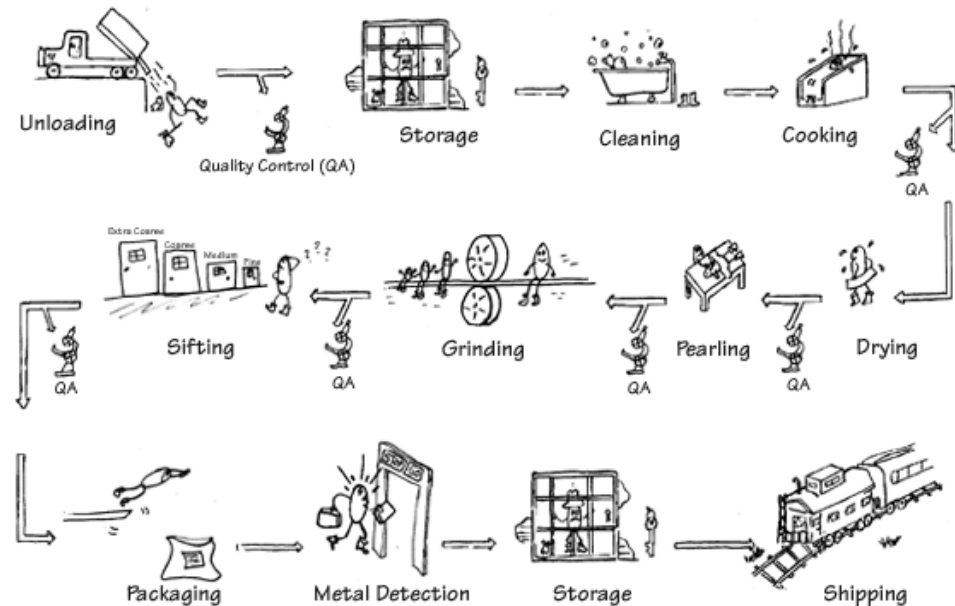 Unloading
Quality Control (QA)
Storage
Cleaning
Cooking
QA
Extra Coarse
Coarse
Medium
Fine
? ? ?
Sifting
QA
QA
Grinding
QA
Pearling
QA
Drying
Packaging
Metal Detection
Storage
Shipping